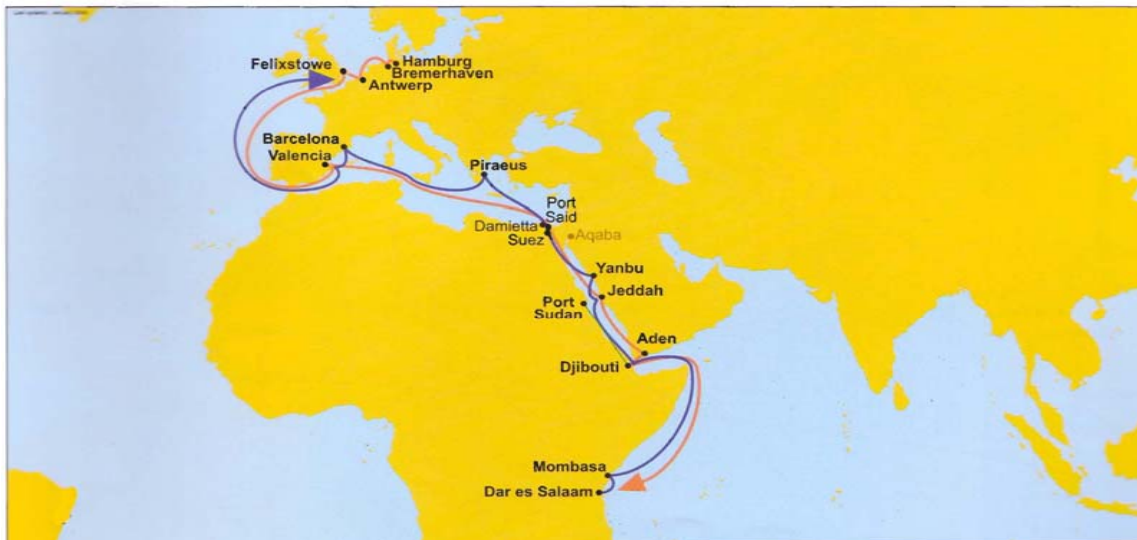 Felixstowe
Hamburg
Bremerhaven
Antwerp
Barcelona
Valencia
Piraeus
Port
Said
Damietta
Suez
Aqaba
Yanbu
Jeddah
Port
Sudan
Aden
Djibouti
Mombasa
Dar es Salaam